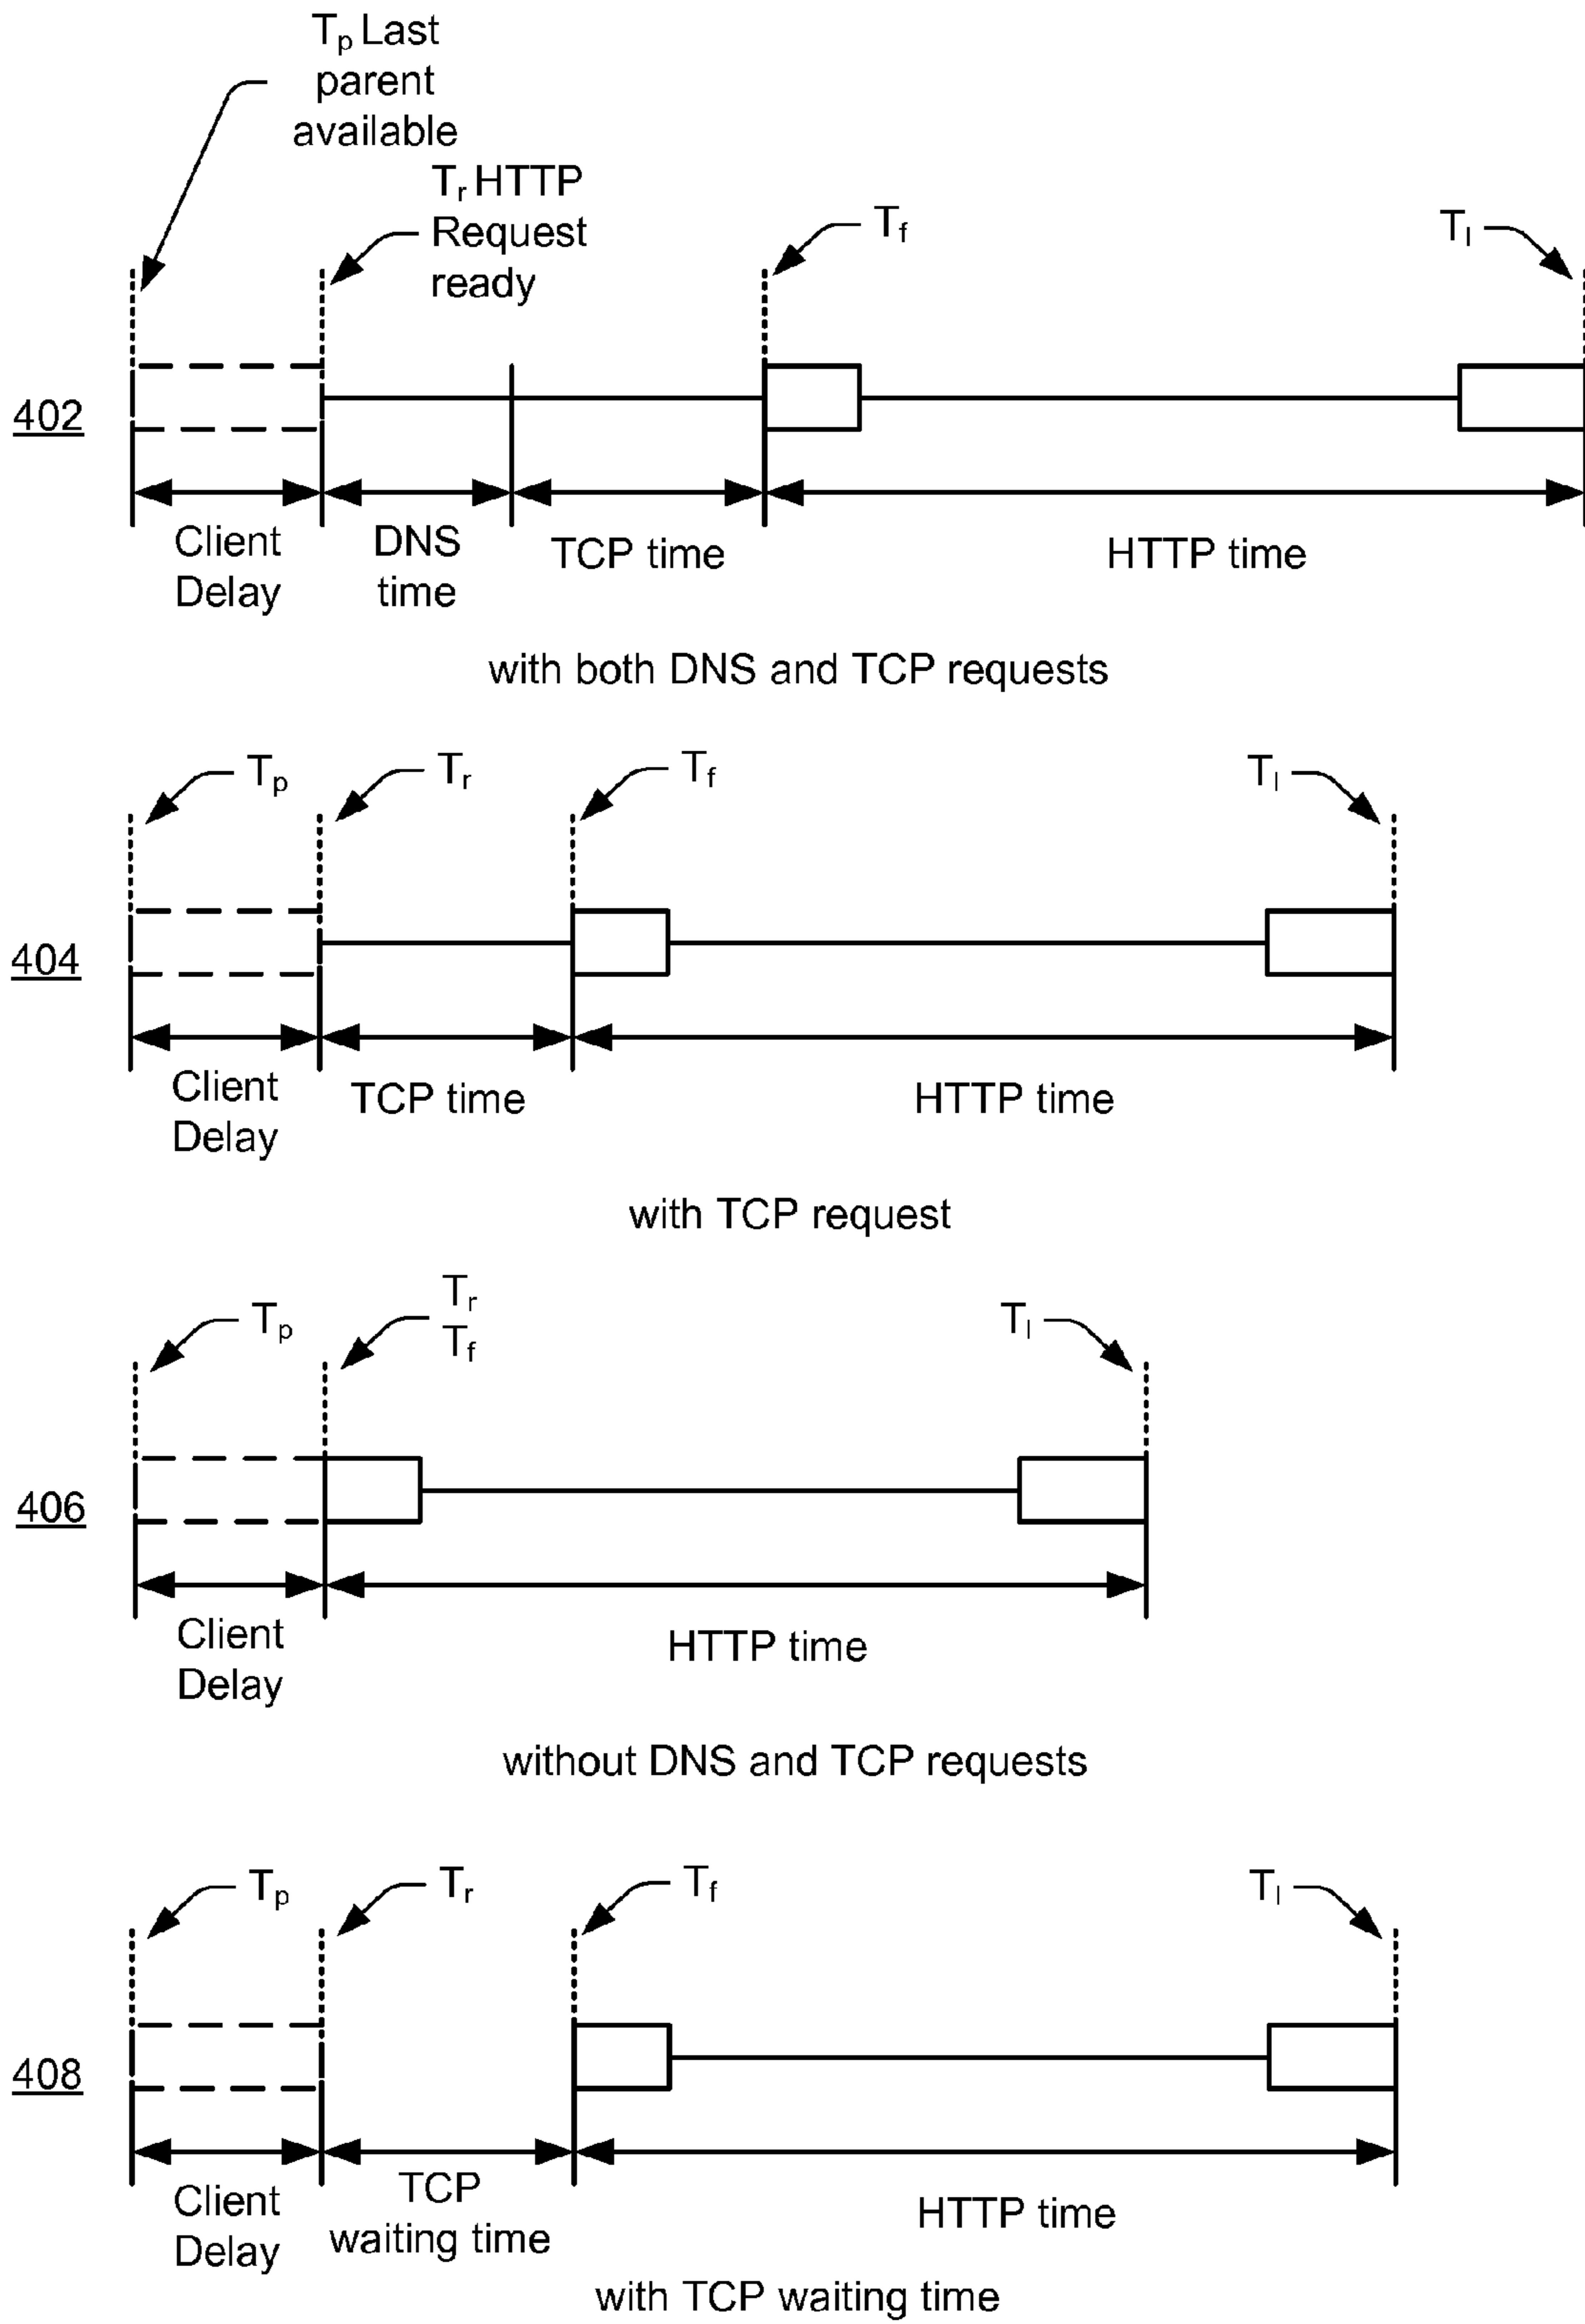 Tp Last
parent
available
Tr HTTP
Request
ready
Tf
Tl
402
Client
Delay
DNS
time
TCP time
HTTP time
with both DNS and TCP requests
Tp
Tr
Tf
Tl
404
Client
Delay
TCP time
HTTP time
with TCP request
Tp
Tr
Tf
Tl
406
Client
Delay
HTTP time
without DNS and TCP requests
Tp
Tr
Tf
Tl
408
Client
Delay
TCP
waiting time
HTTP time
with TCP waiting time